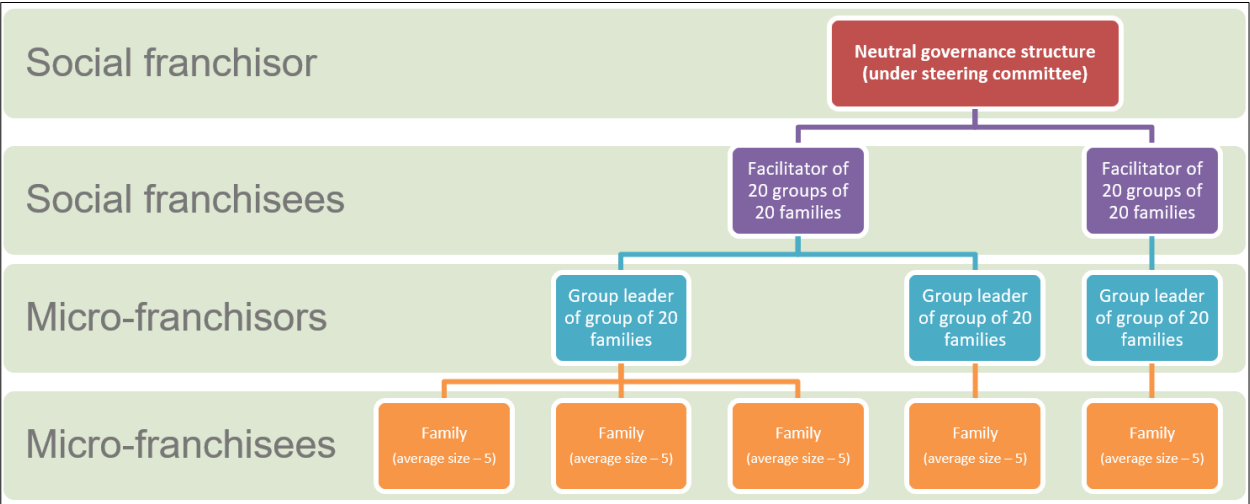 Social franchisor
Neutral governance structure
(under steering committee)
Social franchisees
Facilitator of
20 groups of
20 families
Facilitator of
20 groups of
20 families
Micro-franchisors
Group leader
of group of 20
families
Group leader
of group of 20
families
Group leader
of group of 20
families
Micro-franchisees
Family
(average size – 5)
Family
(average size – 5)
Family
(average size – 5)
Family
(average size – 5)
Family
(average size – 5)